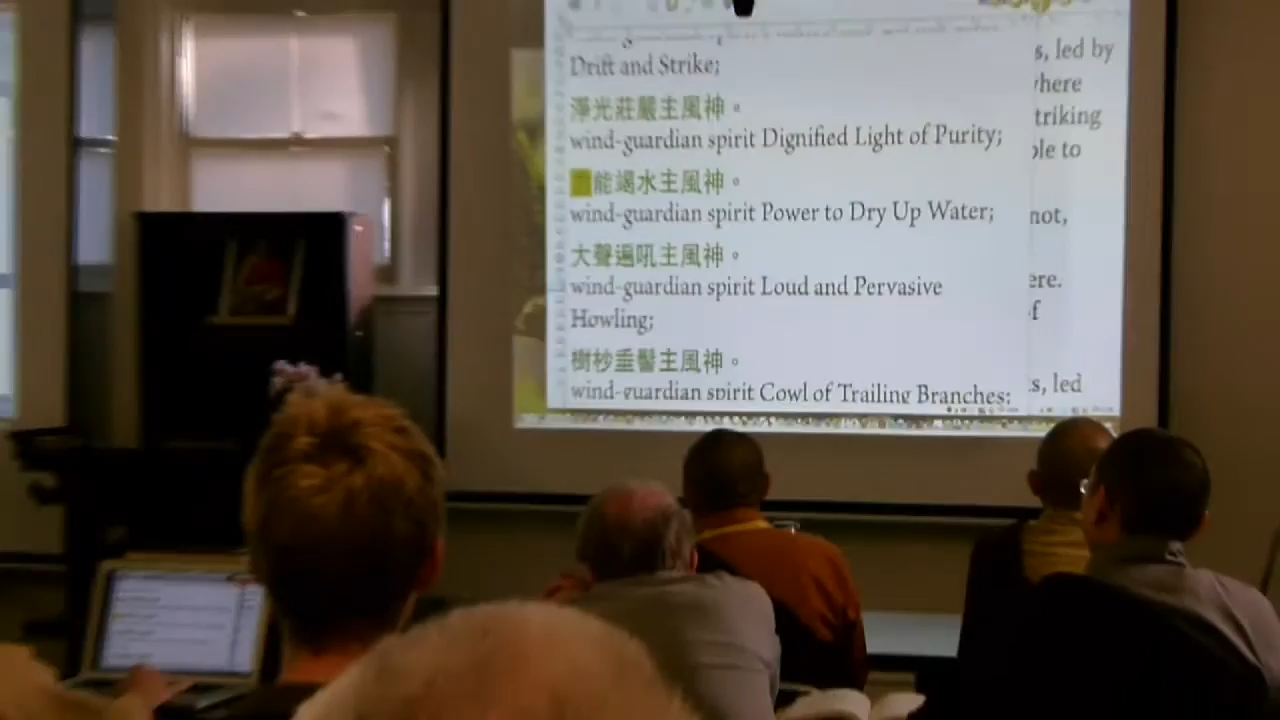 Drift and Strike;
淨光莊嚴主風神。
wind-guardian spirit Dignified Light of Purity;
能竭水主風神。
wind-guardian spirit Power to Dry Up Water;
大聲遍吼主風神。
wind-guardian spirit Loud and Pervasive
Howling;
樹杪垂髻主風神。
wind-guardian spirit Cowl of Trailing Branches;
s, led by
where
triking
ble to
not,
ere.
of
s, led